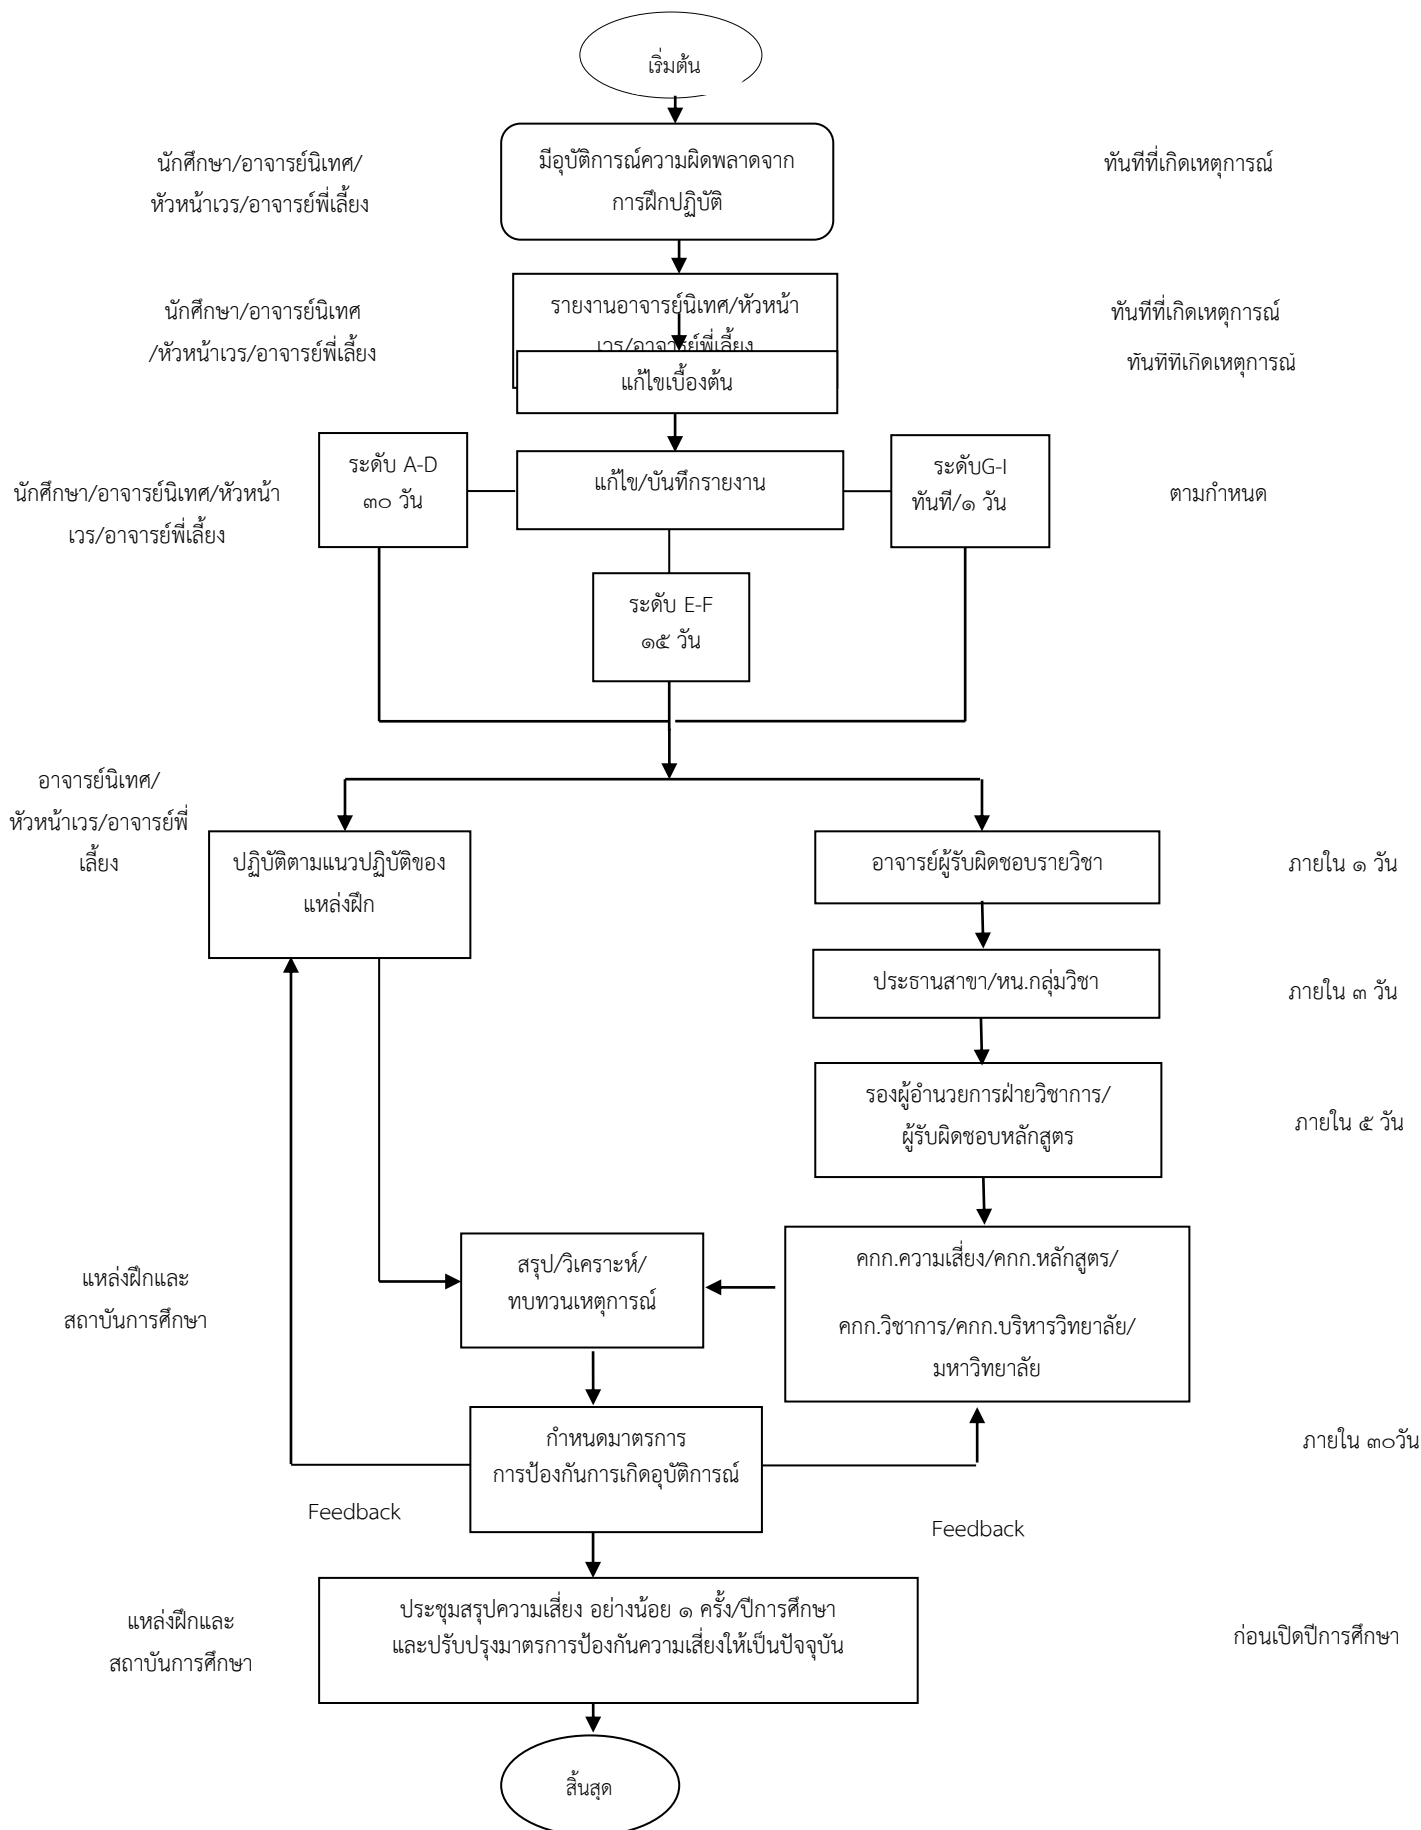 เริ่มต้น
นักศึกษา/อาจารย์นิเทศ/
หัวหน้าเวร/อาจารย์พี่เลี้ยง
มีอุบัติการณ์ความผิดพลาดจาก
การฝึกปฏิบัติ
ทันทีที่เกิดเหตุการณ์
นักศึกษา/อาจารย์นิเทศ
/หัวหน้าเวร/อาจารย์พี่เลี้ยง
รายงานอาจารย์นิเทศ/หัวหน้า
เวร/อาจารย์พี่เลี้ยง
ทันทีที่เกิดเหตุการณ์
แก้ไขเบื้องต้น
ทันทีที่เกิดเหตุการณ์
นักศึกษา/อาจารย์นิเทศ/หัวหน้า
เวร/อาจารย์พี่เลี้ยง
ระดับ A-D
๓๐ วัน
แก้ไข/บันทึกรายงาน
ระดับG-I
ทันที/๑ วัน
ตามกำหนด
ระดับ E-F
๑๕ วัน
อาจารย์นิเทศ/
หัวหน้าเวร/อาจารย์พี่
เลี้ยง
ปฏิบัติตามแนวปฏิบัติของ
แหล่งฝึก
อาจารย์ผู้รับผิดชอบรายวิชา
ภายใน ๑ วัน
ประธานสาขา/หน.กลุ่มวิชา
ภายใน ๓ วัน
รองผู้อำนวยการฝ่ายวิชาการ/
ผู้รับผิดชอบหลักสูตร
ภายใน ๕ วัน
แหล่งฝึกและ
สถาบันการศึกษา
สรุป/วิเคราะห์/
ทบทวนเหตุการณ์
คกก.ความเสี่ยง/คกก.หลักสูตร/
คกก.วิชาการ/คกก.บริหารวิทยาลัย/
มหาวิทยาลัย
กำหนดมาตรการ
การป้องกันการเกิดอุบัติการณ์
ภายใน ๓๐วัน
Feedback
Feedback
แหล่งฝึกและ
สถาบันการศึกษา
ประชุมสรุปความเสี่ยง อย่างน้อย ๑ ครั้ง/ปีการศึกษา
และปรับปรุงมาตรการป้องกันความเสี่ยงให้เป็นปัจจุบัน
ก่อนเปิดปีการศึกษา
สิ้นสุด